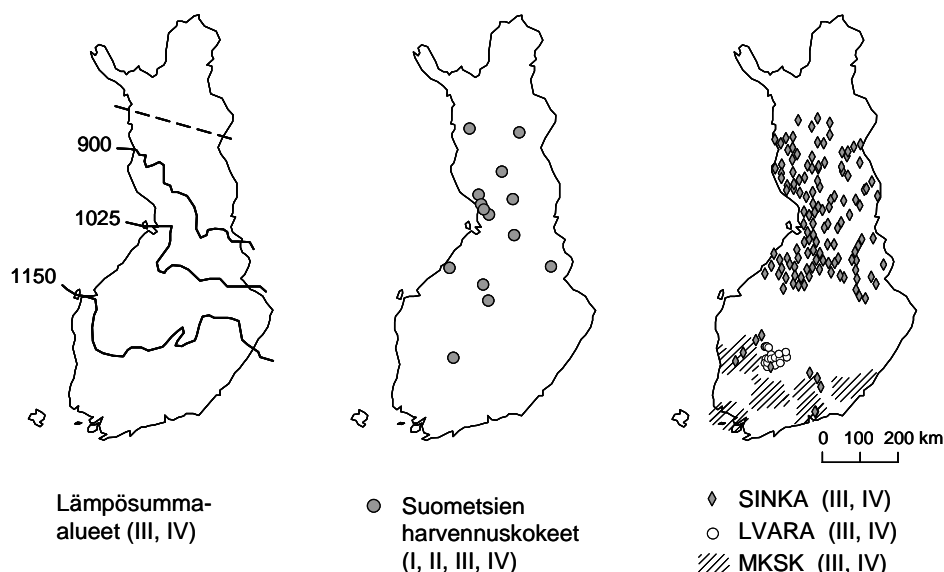 900
1025
1150
0 100 200 km
Lämpösumma-
alueet (III, IV)
Suometsien
harvennuskokeet
(I, II, III, IV)
SINKA (III, IV)
LVARA (III, IV)
MKSK (III, IV)